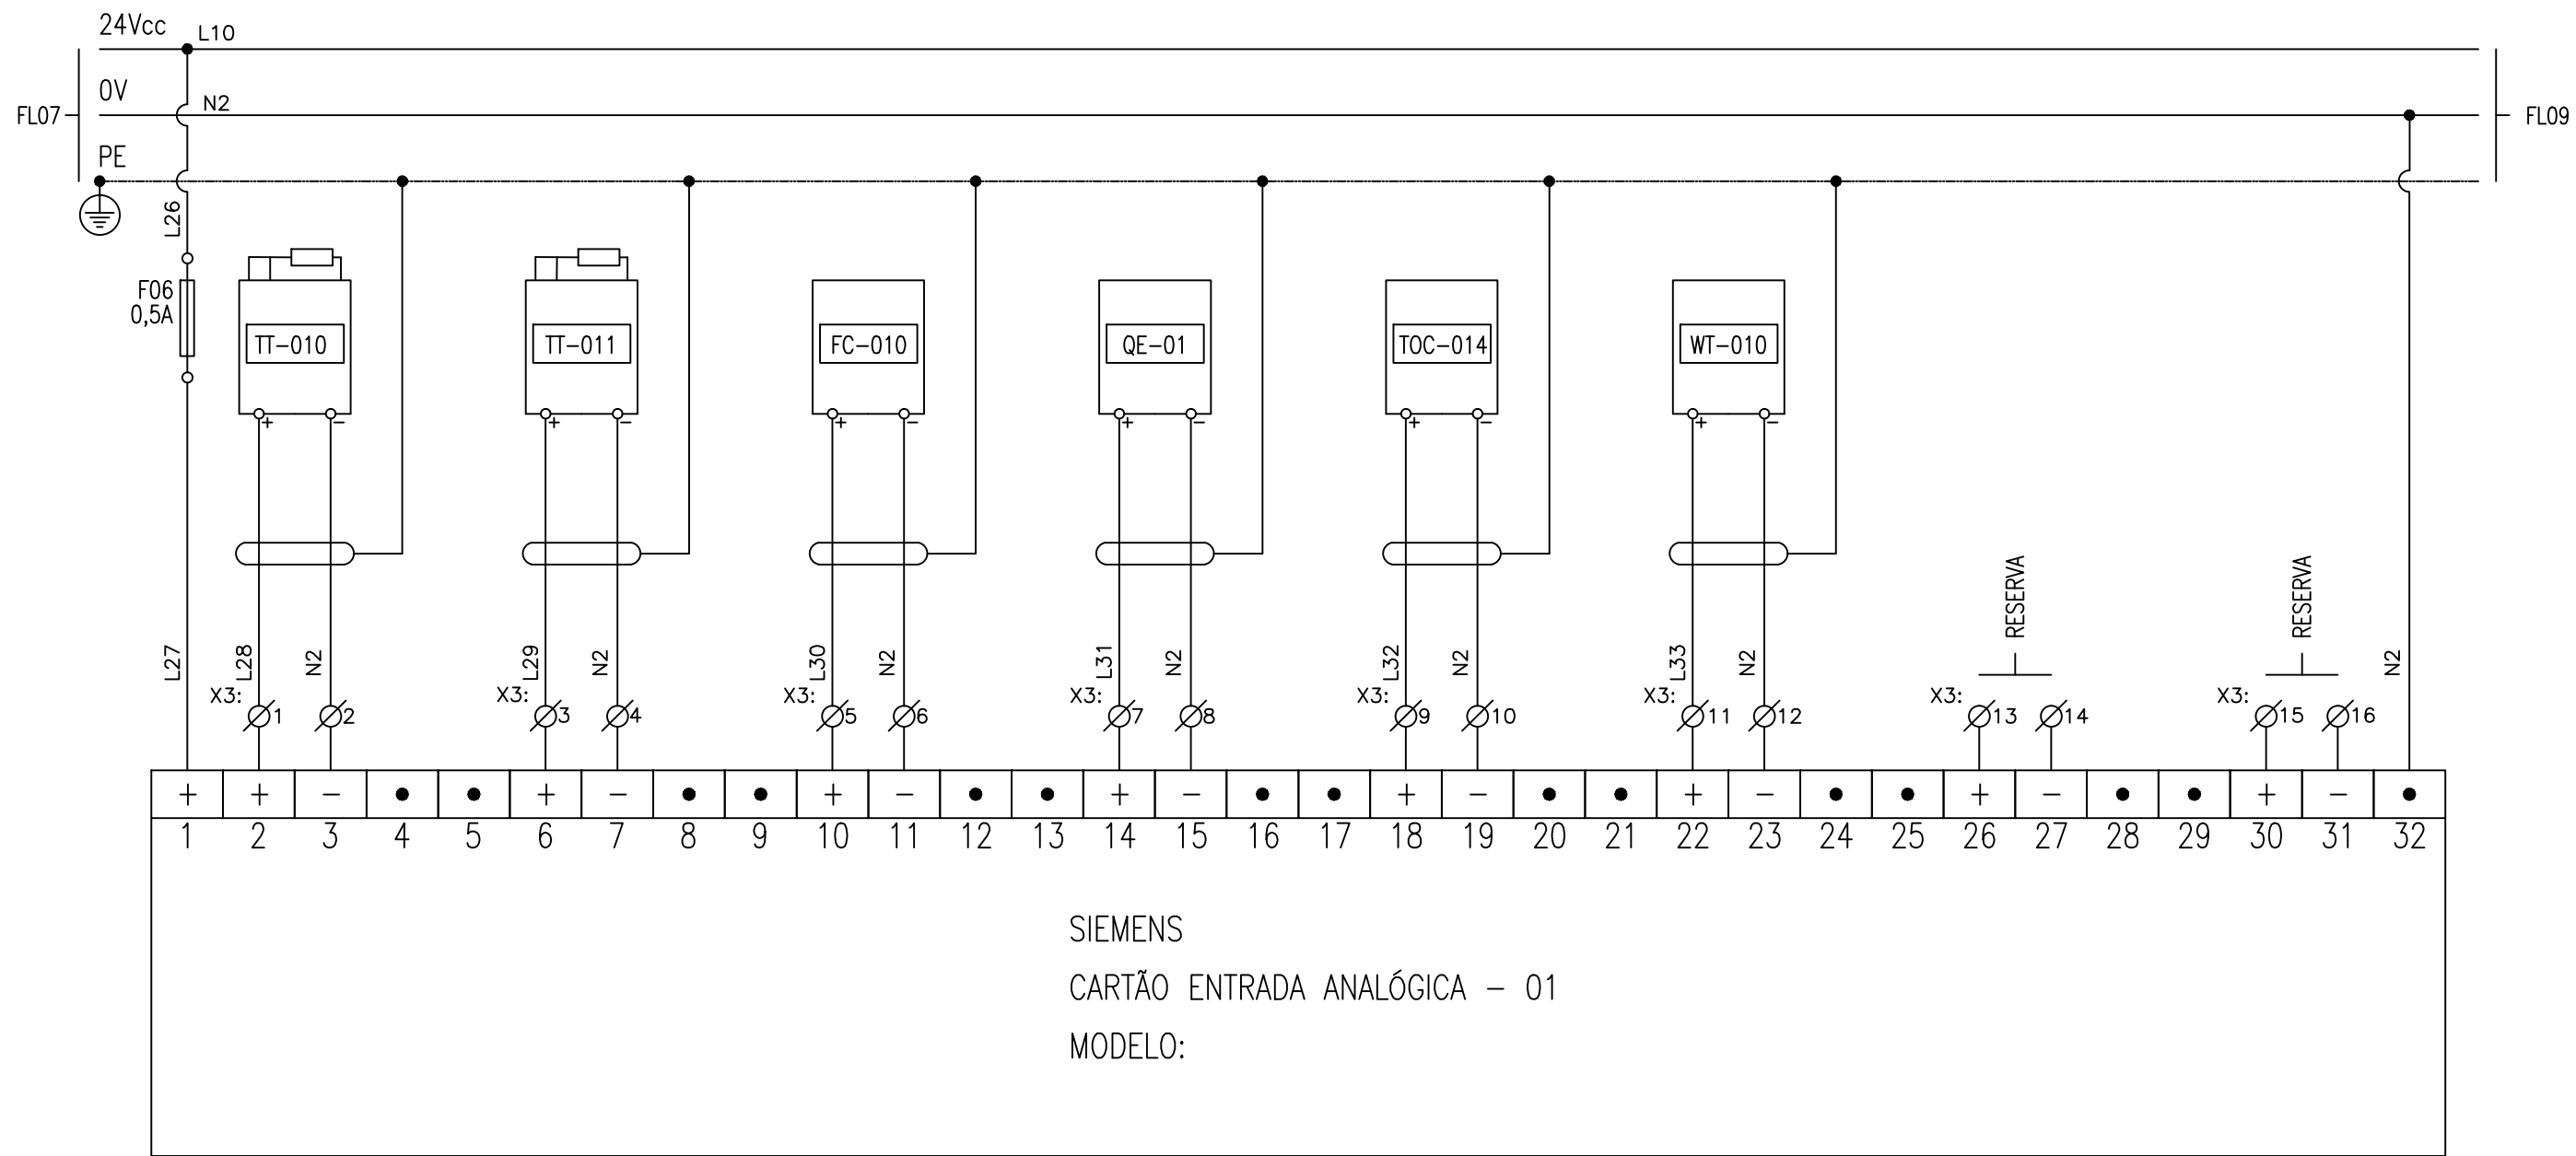 24Vcc
L10
0V
N2
FL07
FL09
PE
L26
F06
0,5A
TT-010
TT-011
FC-010
QE-01
TOC-014
WT-010
+ -
+ -
+ -
+ -
+ -
+ -
RESERVA
RESERVA
L27
L28
N2
L29
N2
L30
N2
L31
N2
L32
N2
L33
N2
N2
X3: 1 2
X3: 3 4
X3: 5 6
X3: 7 8
X3: 9 10
X3: 11 12
X3: 13 14
X3: 15 16
+ + - • • + - • • + - • • + - • • + - • • + - • • + - • • + - •
1 2 3 4 5 6 7 8 9 10 11 12 13 14 15 16 17 18 19 20 21 22 23 24 25 26 27 28 29 30 31 32
SIEMENS
CARTÃO ENTRADA ANALÓGICA - 01
MODELO: